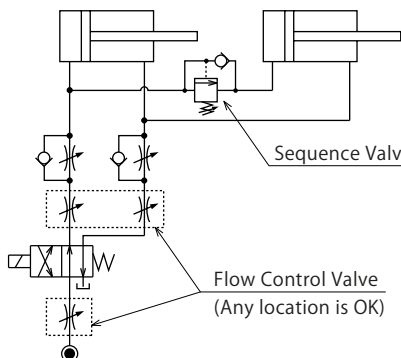 Sequence Valv
Flow Control Valve
(Any location is OK)